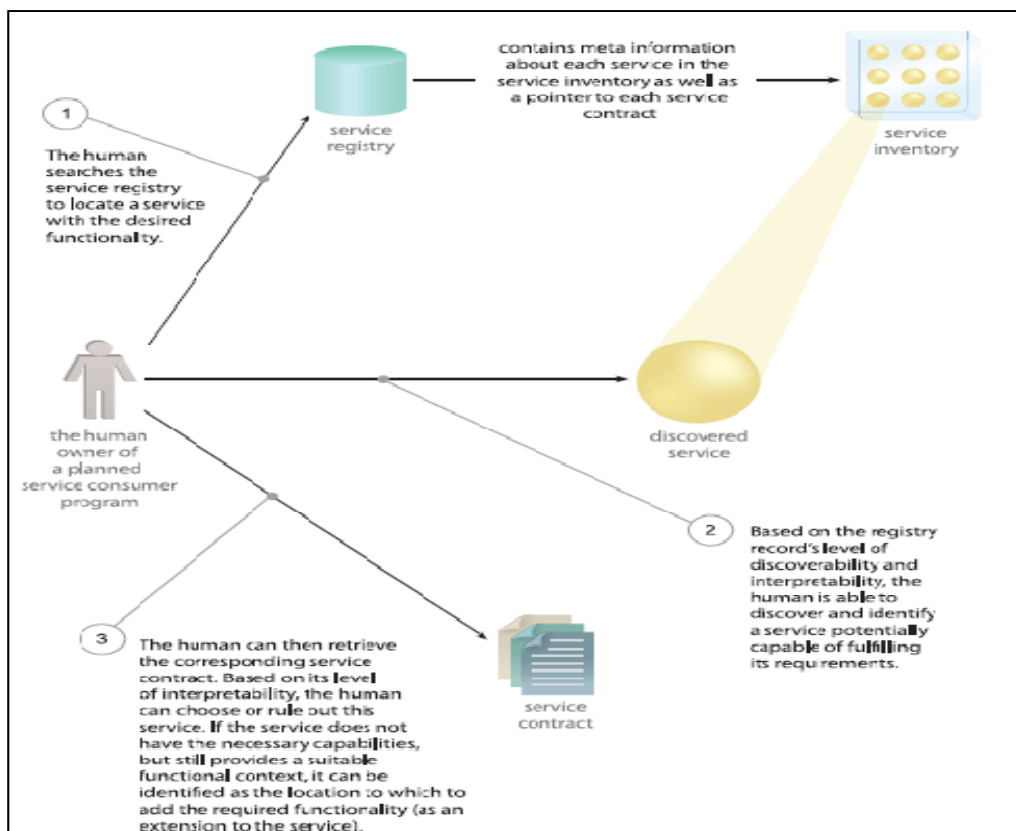 contains meta information
about each service in the
service inventory as well as
a pointer to each service
contract
service
registry
service
inventory
1
The human
searches the
service registry
to locate a service
with the desired
functionality.
the human
owner of
a planned
service consumer
program
discovered
service
2
Based on the registry
record's level of
discoverability and
interpretability, the
human is able to
discover and identify
a service potentially
capable of fulfilling
its requirements.
3
The human can then retrieve
the corresponding service
contract. Based on its level
of interpretability, the human
can choose or rule out this
service. If the service does not
have the necessary capabilities,
but still provides a suitable
functional context, it can be
identified as the location to which to
add the required functionality (as an
extension to the service).
service
contract